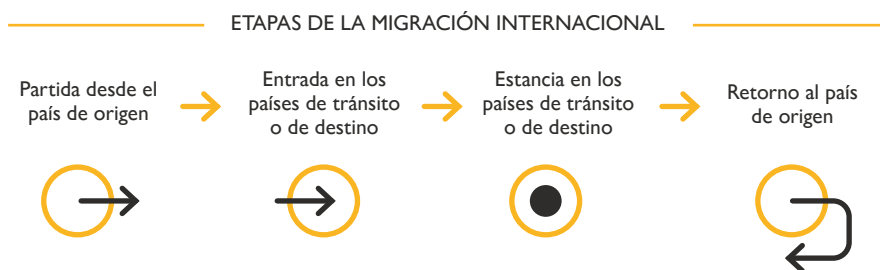 ETAPAS DE LA MIGRACIÓN INTERNACIONAL
Partida desde el
país de origen
Entrada en los
países de tránsito
o de destino
Estancia en los
países de tránsito
o de destino
Retorno al país
de origen